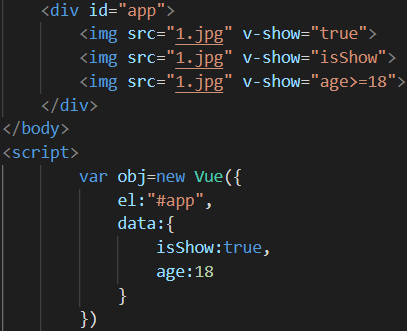 <div id="app">
<img src="1.jpg" v-show="true">
<img src="1.jpg" v-show="isShow">
<img src="1.jpg" v-show="age>=18">
</div>
</body>
<script>
var obj=new Vue({
el:"#app",
data:{
isShow:true,
age:18
}
})